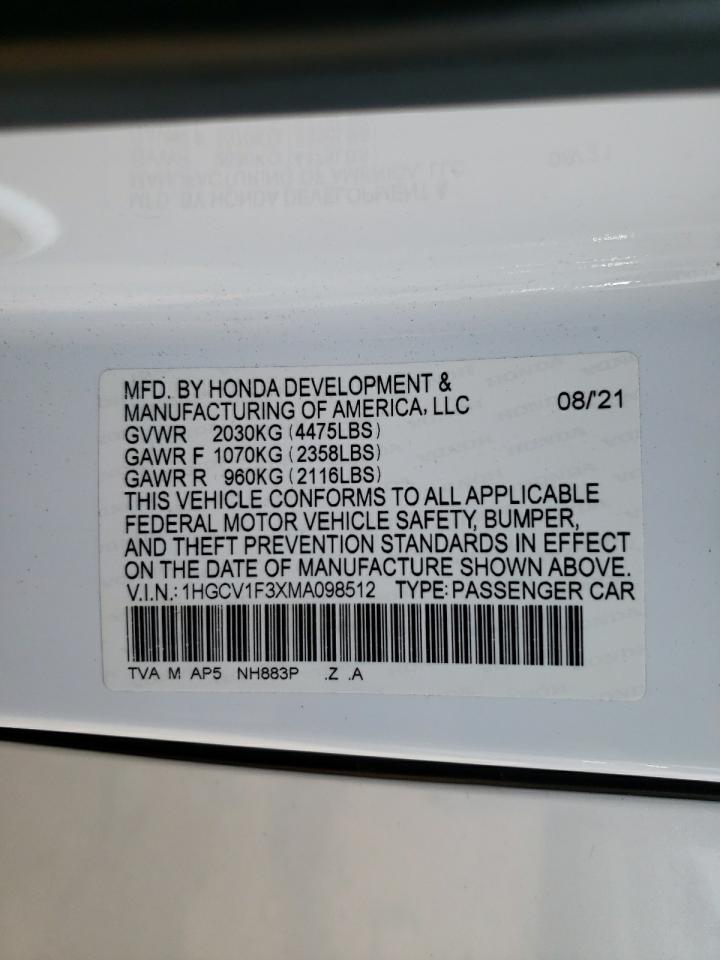 MFD. BY HONDA DEVELOPMENT &
MANUFACTURING OF AMERICA, LLC 08/'21
GVWR 2030KG (4475LBS)
GAWR F 1070KG (2358LBS)
GAWR R 960KG (2116LBS)
THIS VEHICLE CONFORMS TO ALL APPLICABLE
FEDERAL MOTOR VEHICLE SAFETY, BUMPER,
AND THEFT PREVENTION STANDARDS IN EFFECT
ON THE DATE OF MANUFACTURE SHOWN ABOVE.
V.I.N.: 1HGCV1F3XMA098512 TYPE: PASSENGER CAR
TVA M AP5 NH883P .Z .A